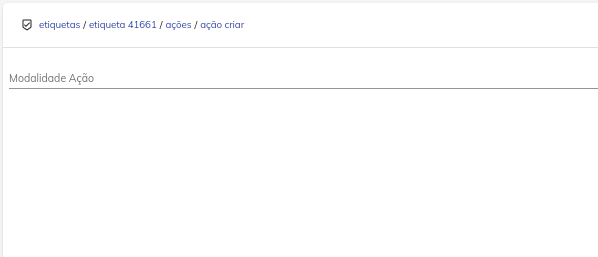 etiquetas / etiqueta 41661 / ações / ação criar
Modalidade Ação